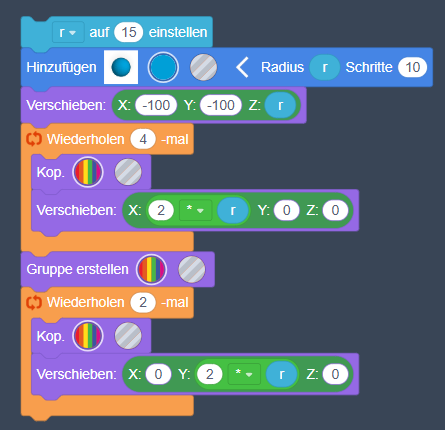 r auf 15 einstellen
Hinzufügen Radius r Schritte 10
Verschieben: X: -100 Y: -100 Z: r
Wiederholen 4 -mal
Kop.
Verschieben: X: 2 * r Y: 0 Z: 0
Gruppe erstellen
Wiederholen 2 -mal
Kop.
Verschieben: X: 0 Y: 2 * r Z: 0